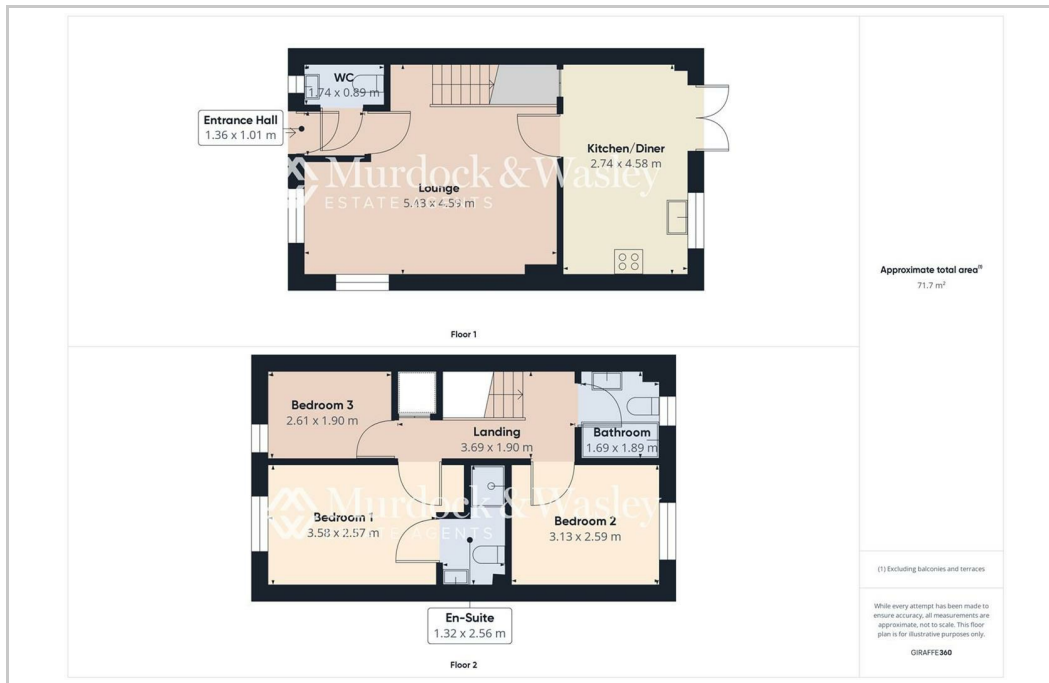 WC
1.74 x 0.89 m
Entrance Hall
1.36 x 1.01 m
Kitchen/Diner
2.74 x 4.58 m
Murdock & Wasley
ESTATE AGENTS
Lounge
5.43 x 4.59 m
Floor 1
Approximate total area(1)
71.7 m²
Bedroom 3
2.61 x 1.90 m
Landing
3.69 x 1.90 m
Bathroom
1.69 x 1.89 m
Murdock & Wasley
ESTATE AGENTS
Bedroom 1
3.58 x 2.57 m
Bedroom 2
3.13 x 2.59 m
En-Suite
1.32 x 2.56 m
Floor 2
(1) Excluding balconies and terraces
While every attempt has been made to
ensure accuracy, all measurements are
approximate, not to scale. This floor
plan is for illustrative purposes only.
GIRAFFE360